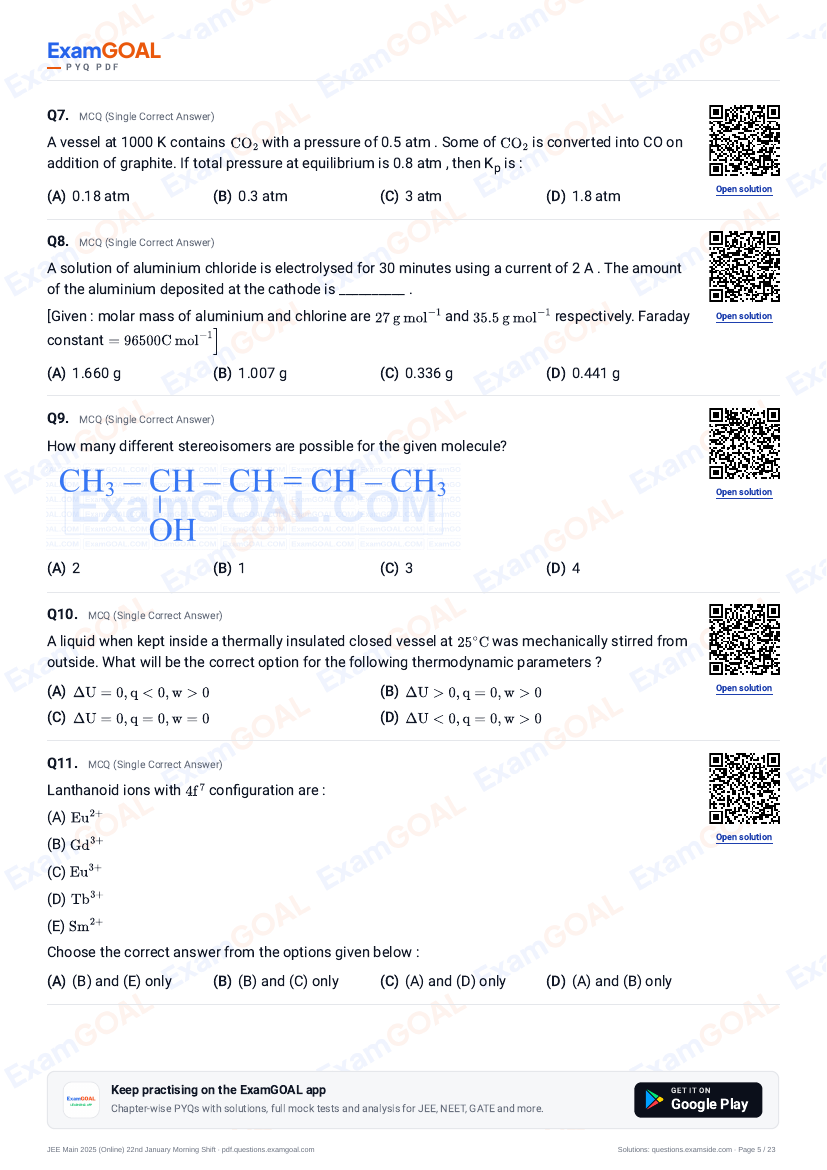 ExamGOAL
PYQ PDF
Q7. MCQ (Single Correct Answer)
A vessel at 1000 K contains CO₂ with a pressure of 0.5 atm . Some of CO₂ is converted into CO on
addition of graphite. If total pressure at equilibrium is 0.8 atm , then Kₚ is :
(A) 0.18 atm (B) 0.3 atm (C) 3 atm (D) 1.8 atm
Open solution
Q8. MCQ (Single Correct Answer)
A solution of aluminium chloride is electrolysed for 30 minutes using a current of 2 A . The amount
of the aluminium deposited at the cathode is _________ .
[Given : molar mass of aluminium and chlorine are 27 g mol⁻¹ and 35.5 g mol⁻¹ respectively. Faraday
constant = 96500C mol⁻¹]
(A) 1.660 g (B) 1.007 g (C) 0.336 g (D) 0.441 g
Open solution
Q9. MCQ (Single Correct Answer)
How many different stereoisomers are possible for the given molecule?
CH₃ – CH – CH = CH – CH₃
OH
ExamGOAL.COM
(A) 2 (B) 1 (C) 3 (D) 4
Open solution
Q10. MCQ (Single Correct Answer)
A liquid when kept inside a thermally insulated closed vessel at 25°C was mechanically stirred from
outside. What will be the correct option for the following thermodynamic parameters ?
(A) ΔU = 0, q < 0, w > 0 (B) ΔU > 0, q = 0, w > 0
(C) ΔU = 0, q = 0, w = 0 (D) ΔU < 0, q = 0, w > 0
Open solution
Q11. MCQ (Single Correct Answer)
Lanthanoid ions with 4f⁷ configuration are :
(A) Eu²⁺
(B) Gd³⁺
(C) Eu³⁺
(D) Tb³⁺
(E) Sm²⁺
Choose the correct answer from the options given below :
(A) (B) and (E) only (B) (B) and (C) only (C) (A) and (D) only (D) (A) and (B) only
Open solution
ExamGOAL
Keep practising on the ExamGOAL app
Chapter-wise PYQs with solutions, full mock tests and analysis for JEE, NEET, GATE and more.
GET IT ON
Google Play
JEE Main 2025 (Online) 22nd January Morning Shift · pdf.questions.examgoal.com
Solutions: questions.examside.com · Page 5 / 23